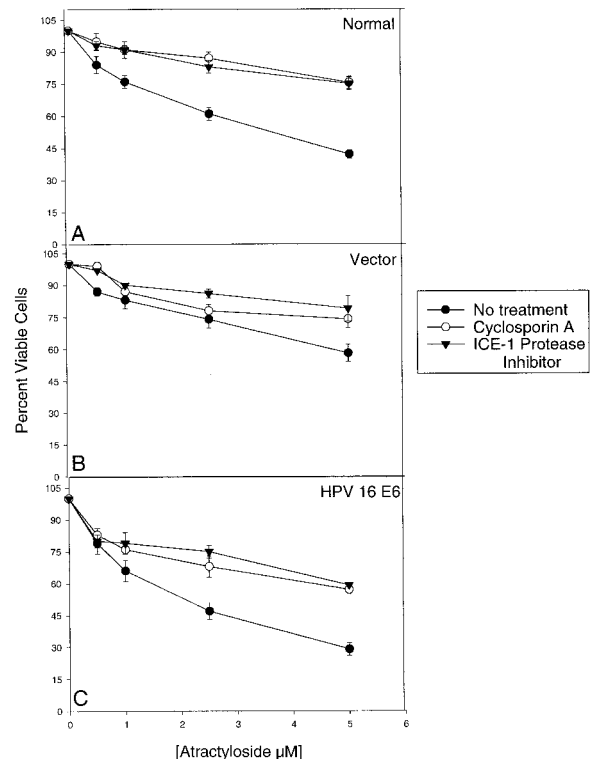 105
90
75
60
45
30
15
0
Normal
A
105
90
75
60
45
30
15
0
Vector
B
Percent Viable Cells
No treatment
Cyclosporin A
ICE-1 Protease
Inhibitor
105
90
75
60
45
30
15
0
HPV 16 E6
C
0 1 2 3 4 5 6
[Atractyloside µM]